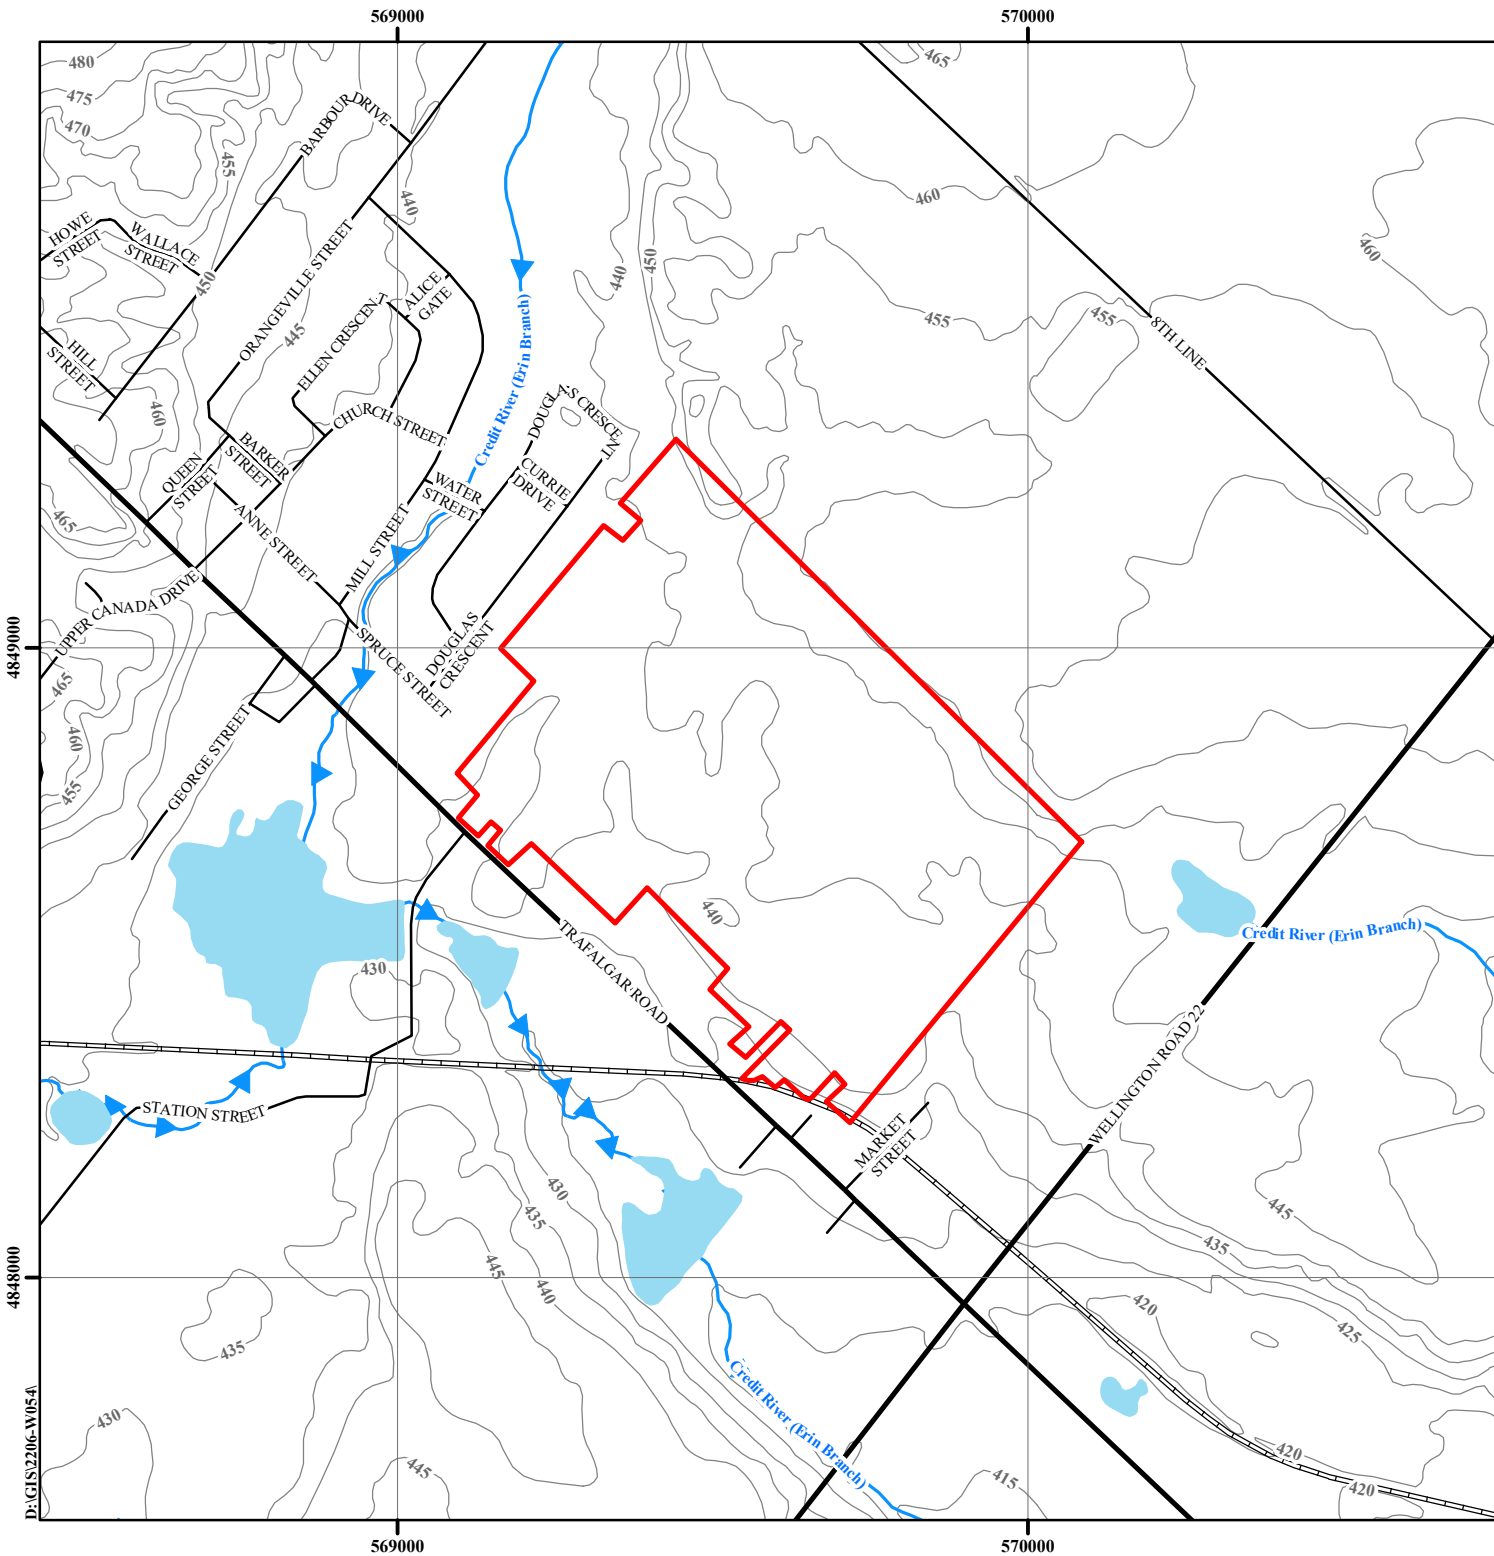 569000
570000
480
475
470
465
BARBOUR DRIVE
455
440
460
HOWE
STREET
WALLACE
STREET
450
ORANGEVILLE STREET
460
440
450
ALICE
GATE
445
ELLEN CRESCENT
Credit River (Erin Branch)
455
455
8TH LINE
HILL
STREET
460
CHURCH STREET
DOUGLAS CRESCENT
QUEEN
STREET
BARKER
STREET
WATER
STREET
CURRIE
DRIVE
465
ANNE STREET
MILL STREET
UPPER CANADA DRIVE
4849000
SPRUCE STREET
DOUGLAS
CRESCENT
465
460
455
GEORGE STREET
440
TRAFALGAR ROAD
430
Credit River (Erin Branch)
WELLINGTON ROAD 22
STATION STREET
MARKET
STREET
430
435
445
440
445
435
4848000
420
425
435
Credit River (Erin Branch)
430
445
415
420
420
D:\GIS\2206-W054\
569000
570000